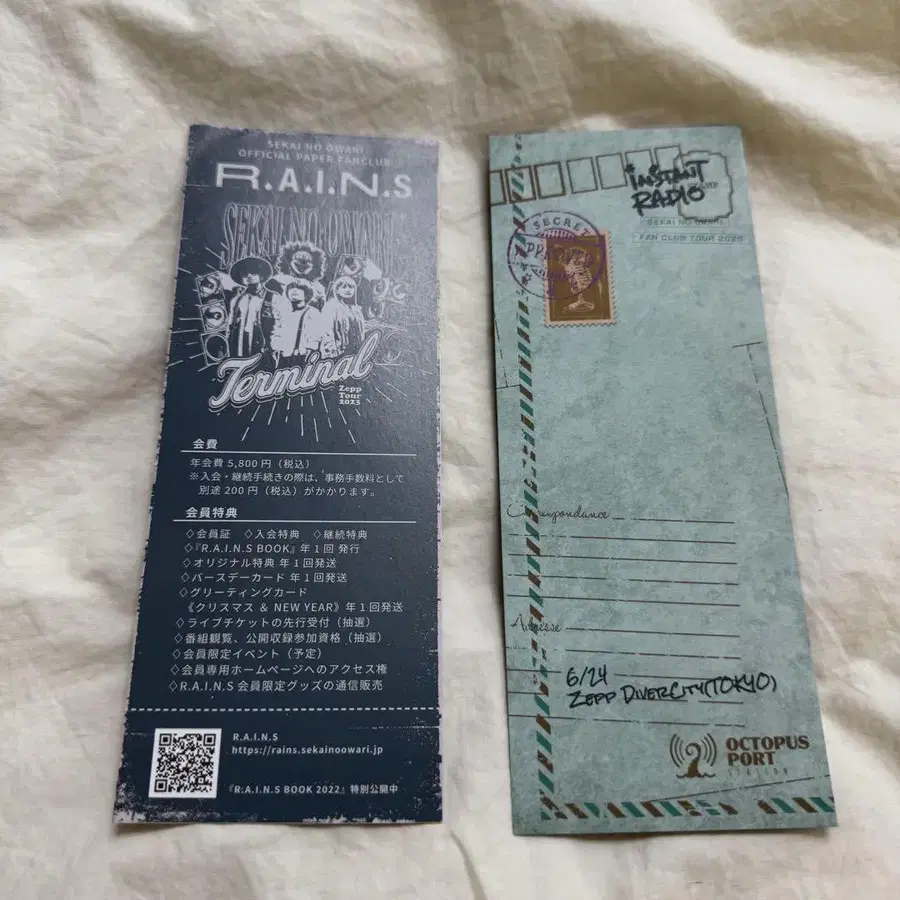 SEKAI NO OWARI
OFFICIAL PAPER FANCLUB
R.A.I.N.S
SEKAI NO OWARI
Terminal
Zepp
Tour
2023
会費
年会費 5,800 円（税込）
※入会・継続手続きの際は、事務手数料として
別途 200 円（税込）がかかります。
会員特典
◇会員証 ◇入会特典 ◇継続特典
◇『R.A.I.N.S BOOK』年 1 回 発行
◇オリジナル特典 年 1 回発送
◇バースデーカード 年 1 回発送
◇グリーティングカード
《クリスマス & NEW YEAR》年 1 回発送
◇ライブチケットの先行受付（抽選）
◇番組観覧、公開収録参加資格（抽選）
◇会員限定イベント（予定）
◇会員専用ホームページへのアクセス権
◇R.A.I.N.S 会員限定グッズの通信販売
R.A.I.N.S
https://rains.sekainoowari.jp
『R.A.I.N.S BOOK 2022』特別公開中
INSTANT
RADIO
SEKAI NO OWARI
FAN CLUB TOUR 2023
SECRET
Correspondance
Adresse
6/24
ZEPP DIVERCITY(TOKYO)
OCTOPUS
PORT
STATION